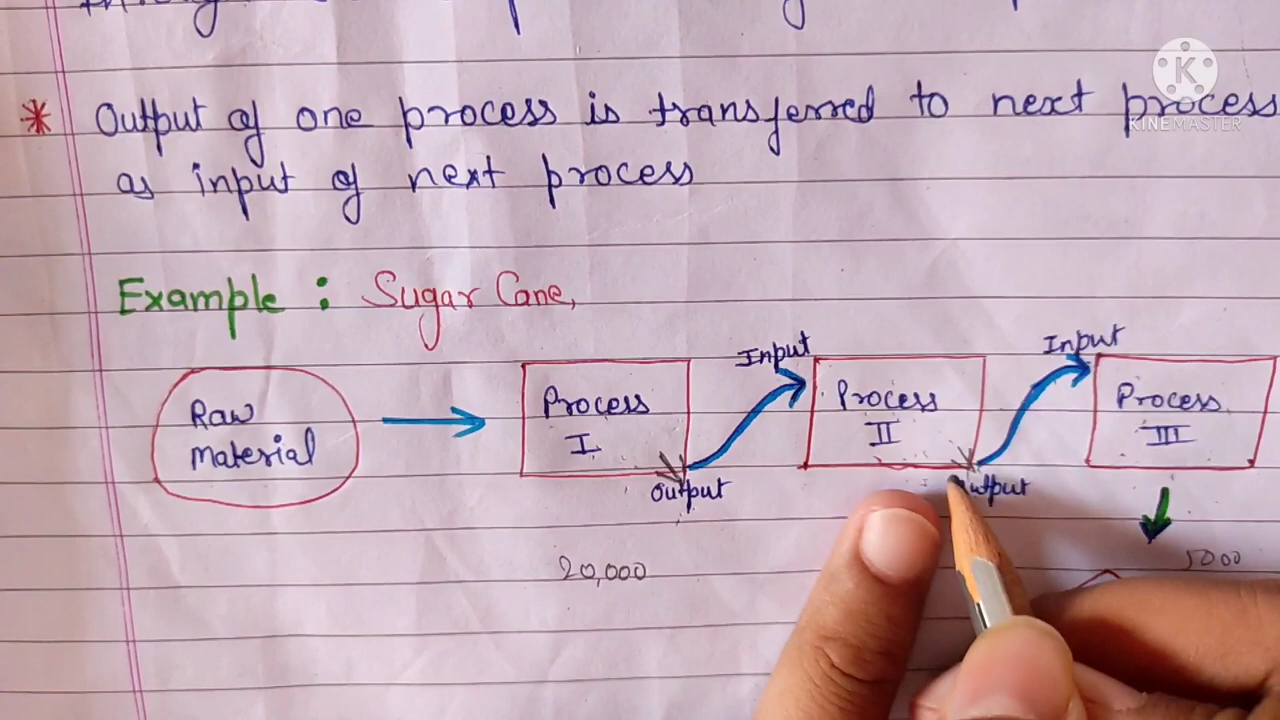 * Output of one process is transferred to next process
as input of next process
Example : Sugar Cane,
Raw material
Process I
Output
Input
Process II
Output
Input
Process III
20,000
5000
K
KINEMASTER